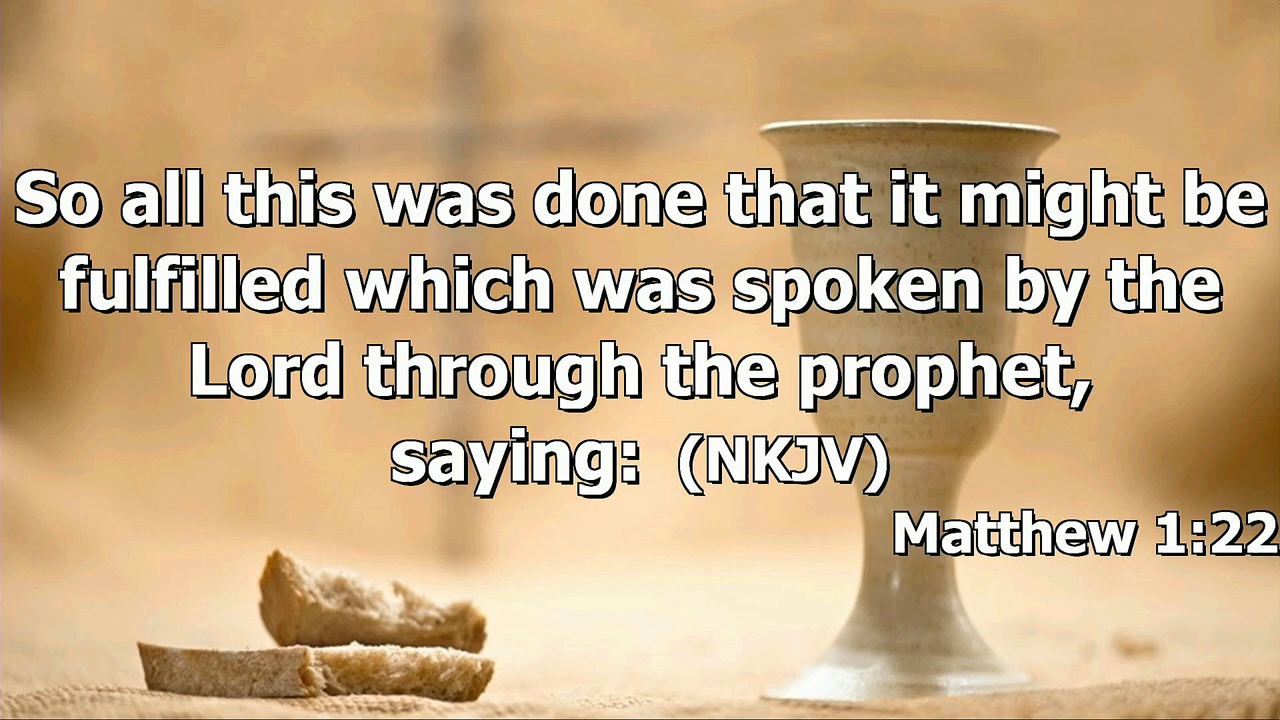 So all this was done that it might be
fulfilled which was spoken by the
Lord through the prophet,
saying: (NKJV)
Matthew 1:22